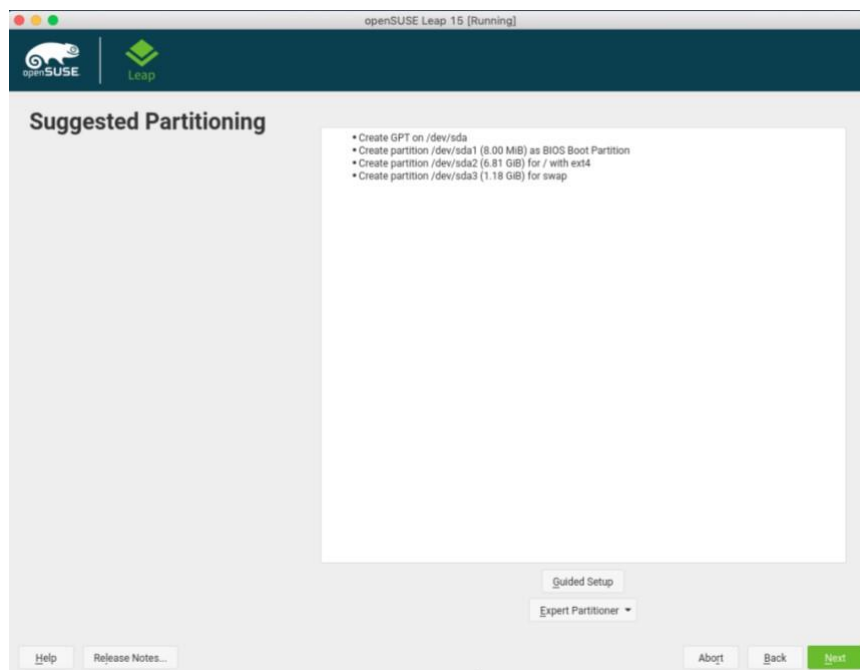 openSUSE Leap 15 [Running]
openSUSE
Leap
Suggested Partitioning
• Create GPT on /dev/sda
• Create partition /dev/sda1 (8.00 MiB) as BIOS Boot Partition
• Create partition /dev/sda2 (6.81 GiB) for / with ext4
• Create partition /dev/sda3 (1.18 GiB) for swap
Guided Setup
Expert Partitioner
Help Release Notes... Abort Back Next